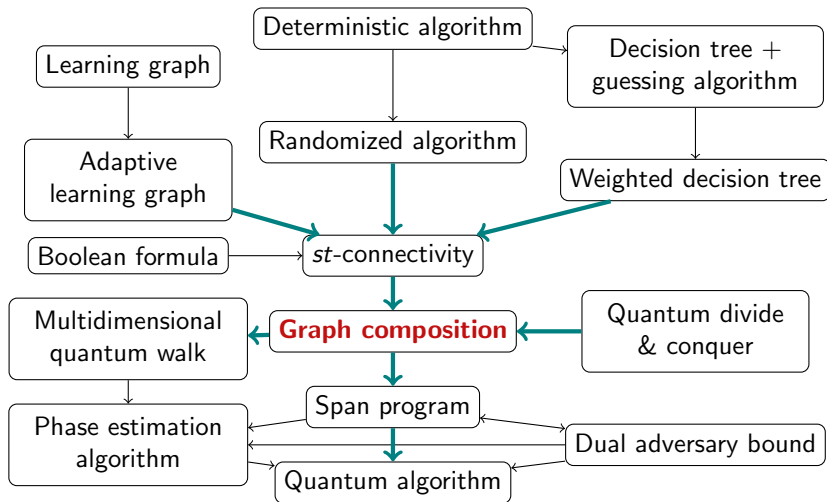 Deterministic algorithm
Learning graph
Decision tree +
guessing algorithm
Randomized algorithm
Adaptive
learning graph
Weighted decision tree
Boolean formula
st-connectivity
Multidimensional
quantum walk
Graph composition
Quantum divide
& conquer
Span program
Phase estimation
algorithm
Dual adversary bound
Quantum algorithm